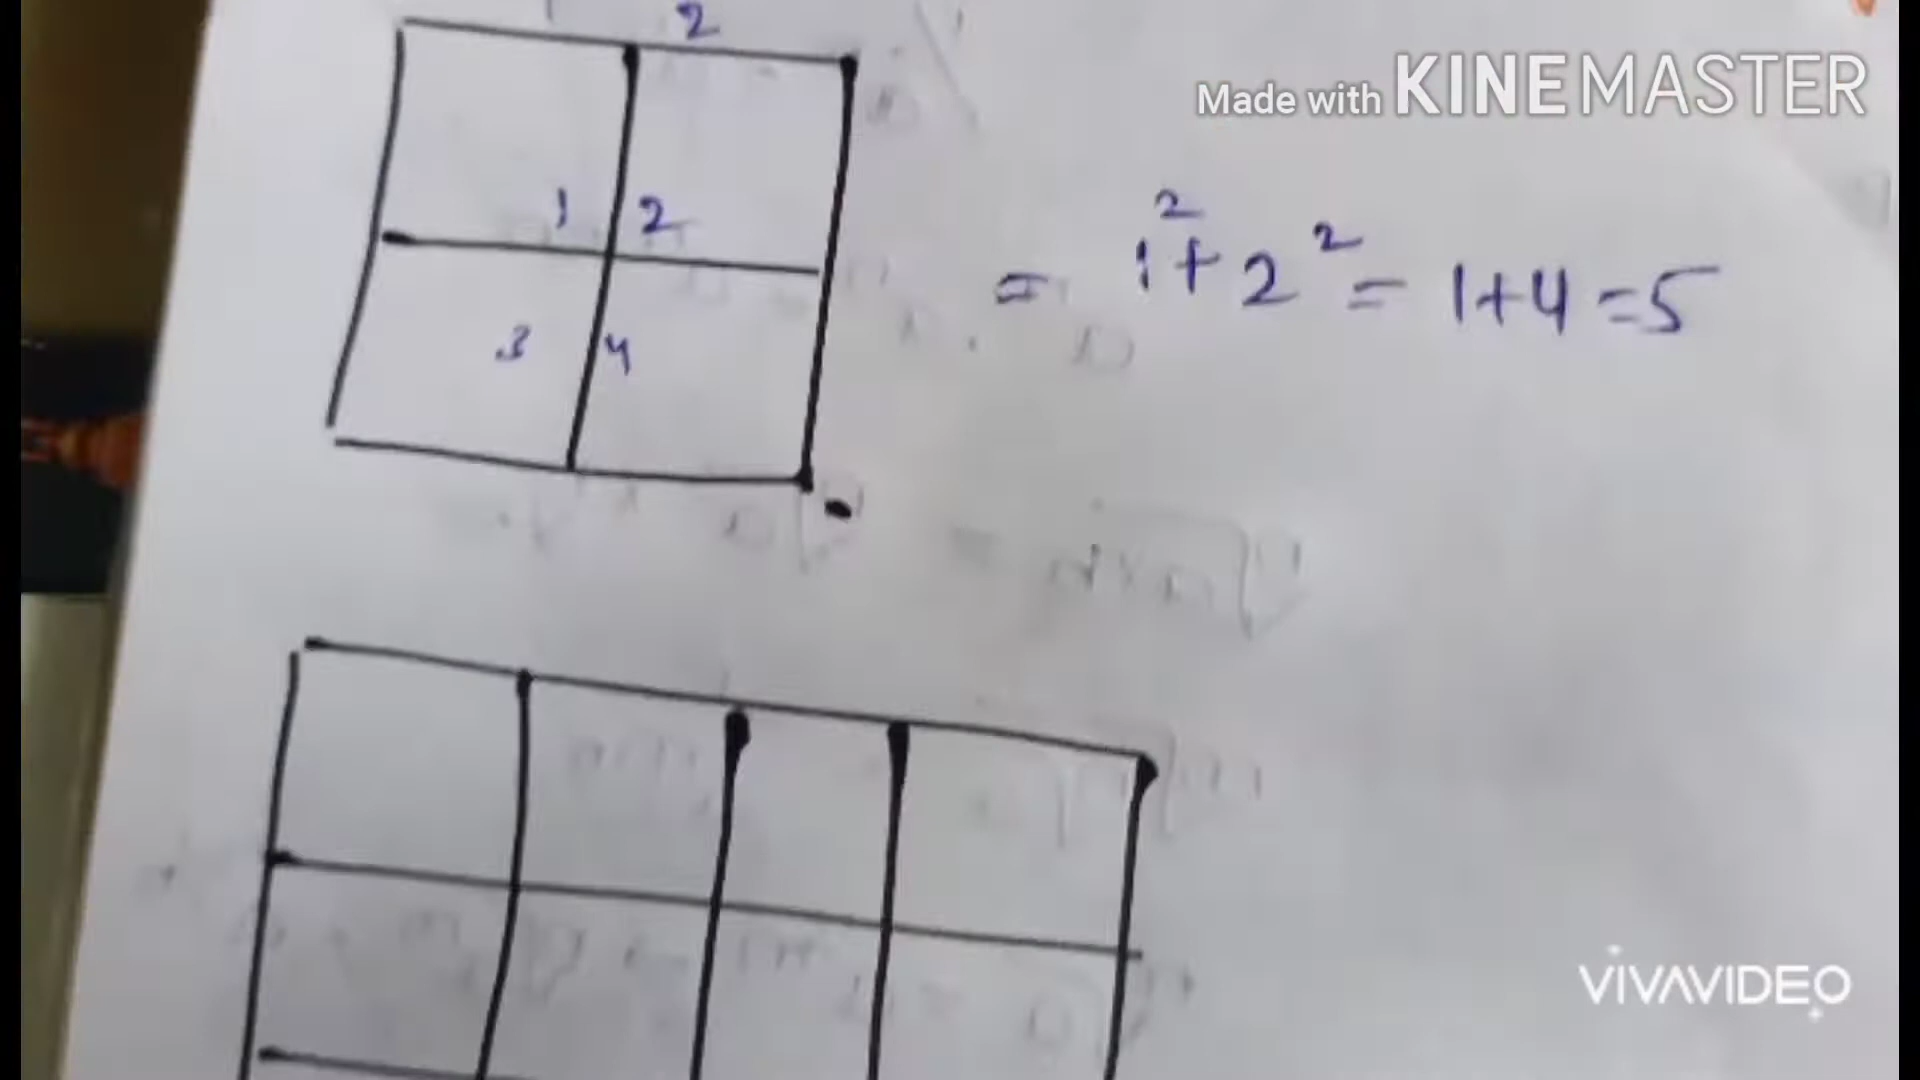 2
Made with KINEMASTER
1 2
= 1² + 2² = 1+4 = 5
3 4
VIVAVIDEO